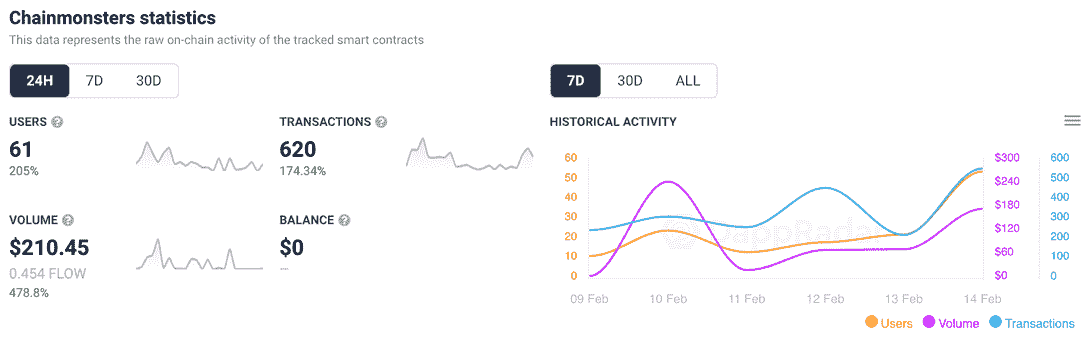 Chainmonsters statistics
This data represents the raw on-chain activity of the tracked smart contracts
24H 7D 30D
7D 30D ALL
USERS ?
61
205%
TRANSACTIONS ?
620
174.34%
VOLUME ?
$210.45
0.454 FLOW
478.8%
BALANCE ?
$0
—
HISTORICAL ACTIVITY
60 $300 600
50 $240 500
40 $180 400
30 $120 300
20 $60 200
10 $0 100
0 0
DappRadar
09 Feb 10 Feb 11 Feb 12 Feb 13 Feb 14 Feb
Users Volume Transactions